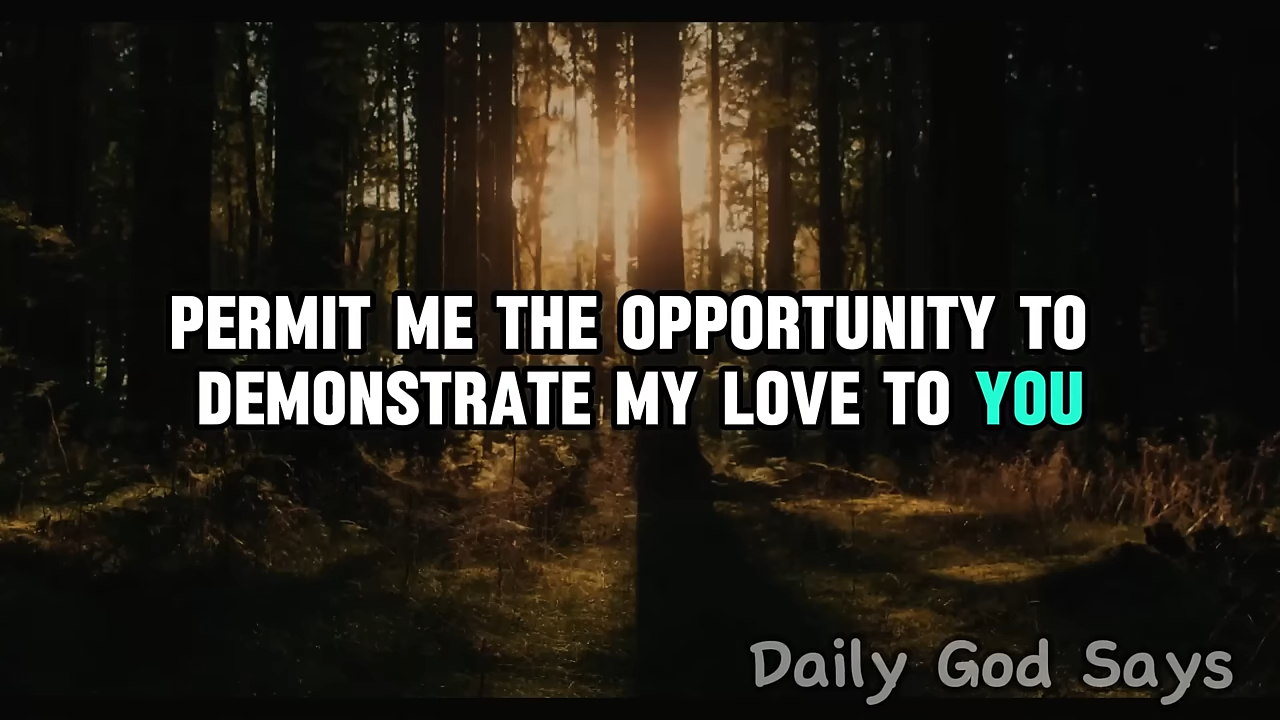 PERMIT ME THE OPPORTUNITY TO
DEMONSTRATE MY LOVE TO YOU
Daily God Says